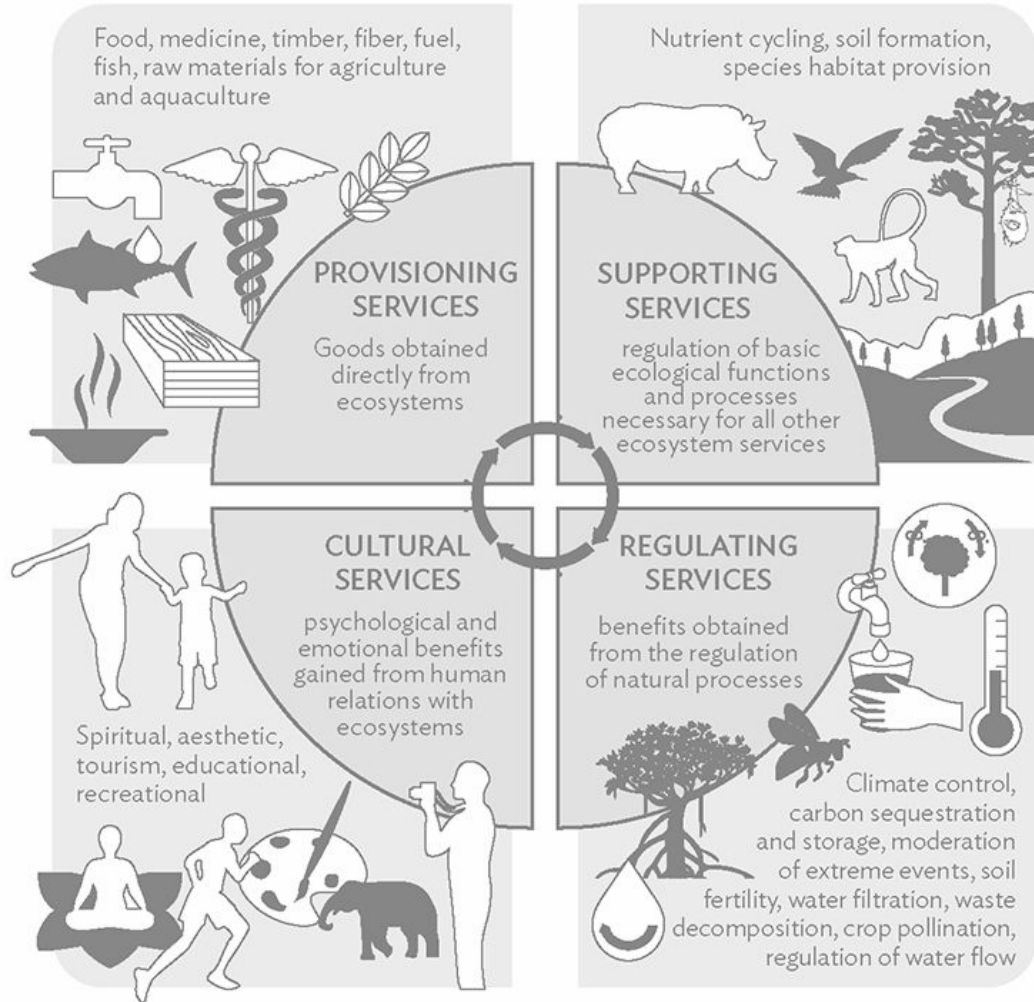 Food, medicine, timber, fiber, fuel,
fish, raw materials for agriculture
and aquaculture
PROVISIONING
SERVICES
Goods obtained
directly from
ecosystems
Nutrient cycling, soil formation,
species habitat provision
SUPPORTING
SERVICES
regulation of basic
ecological functions
and processes
necessary for all other
ecosystem services
CULTURAL
SERVICES
psychological and
emotional benefits
gained from human
relations with
ecosystems
Spiritual, aesthetic,
tourism, educational,
recreational
REGULATING
SERVICES
benefits obtained
from the regulation
of natural processes
Climate control,
carbon sequestration
and storage, moderation
of extreme events, soil
fertility, water filtration, waste
decomposition, crop pollination,
regulation of water flow